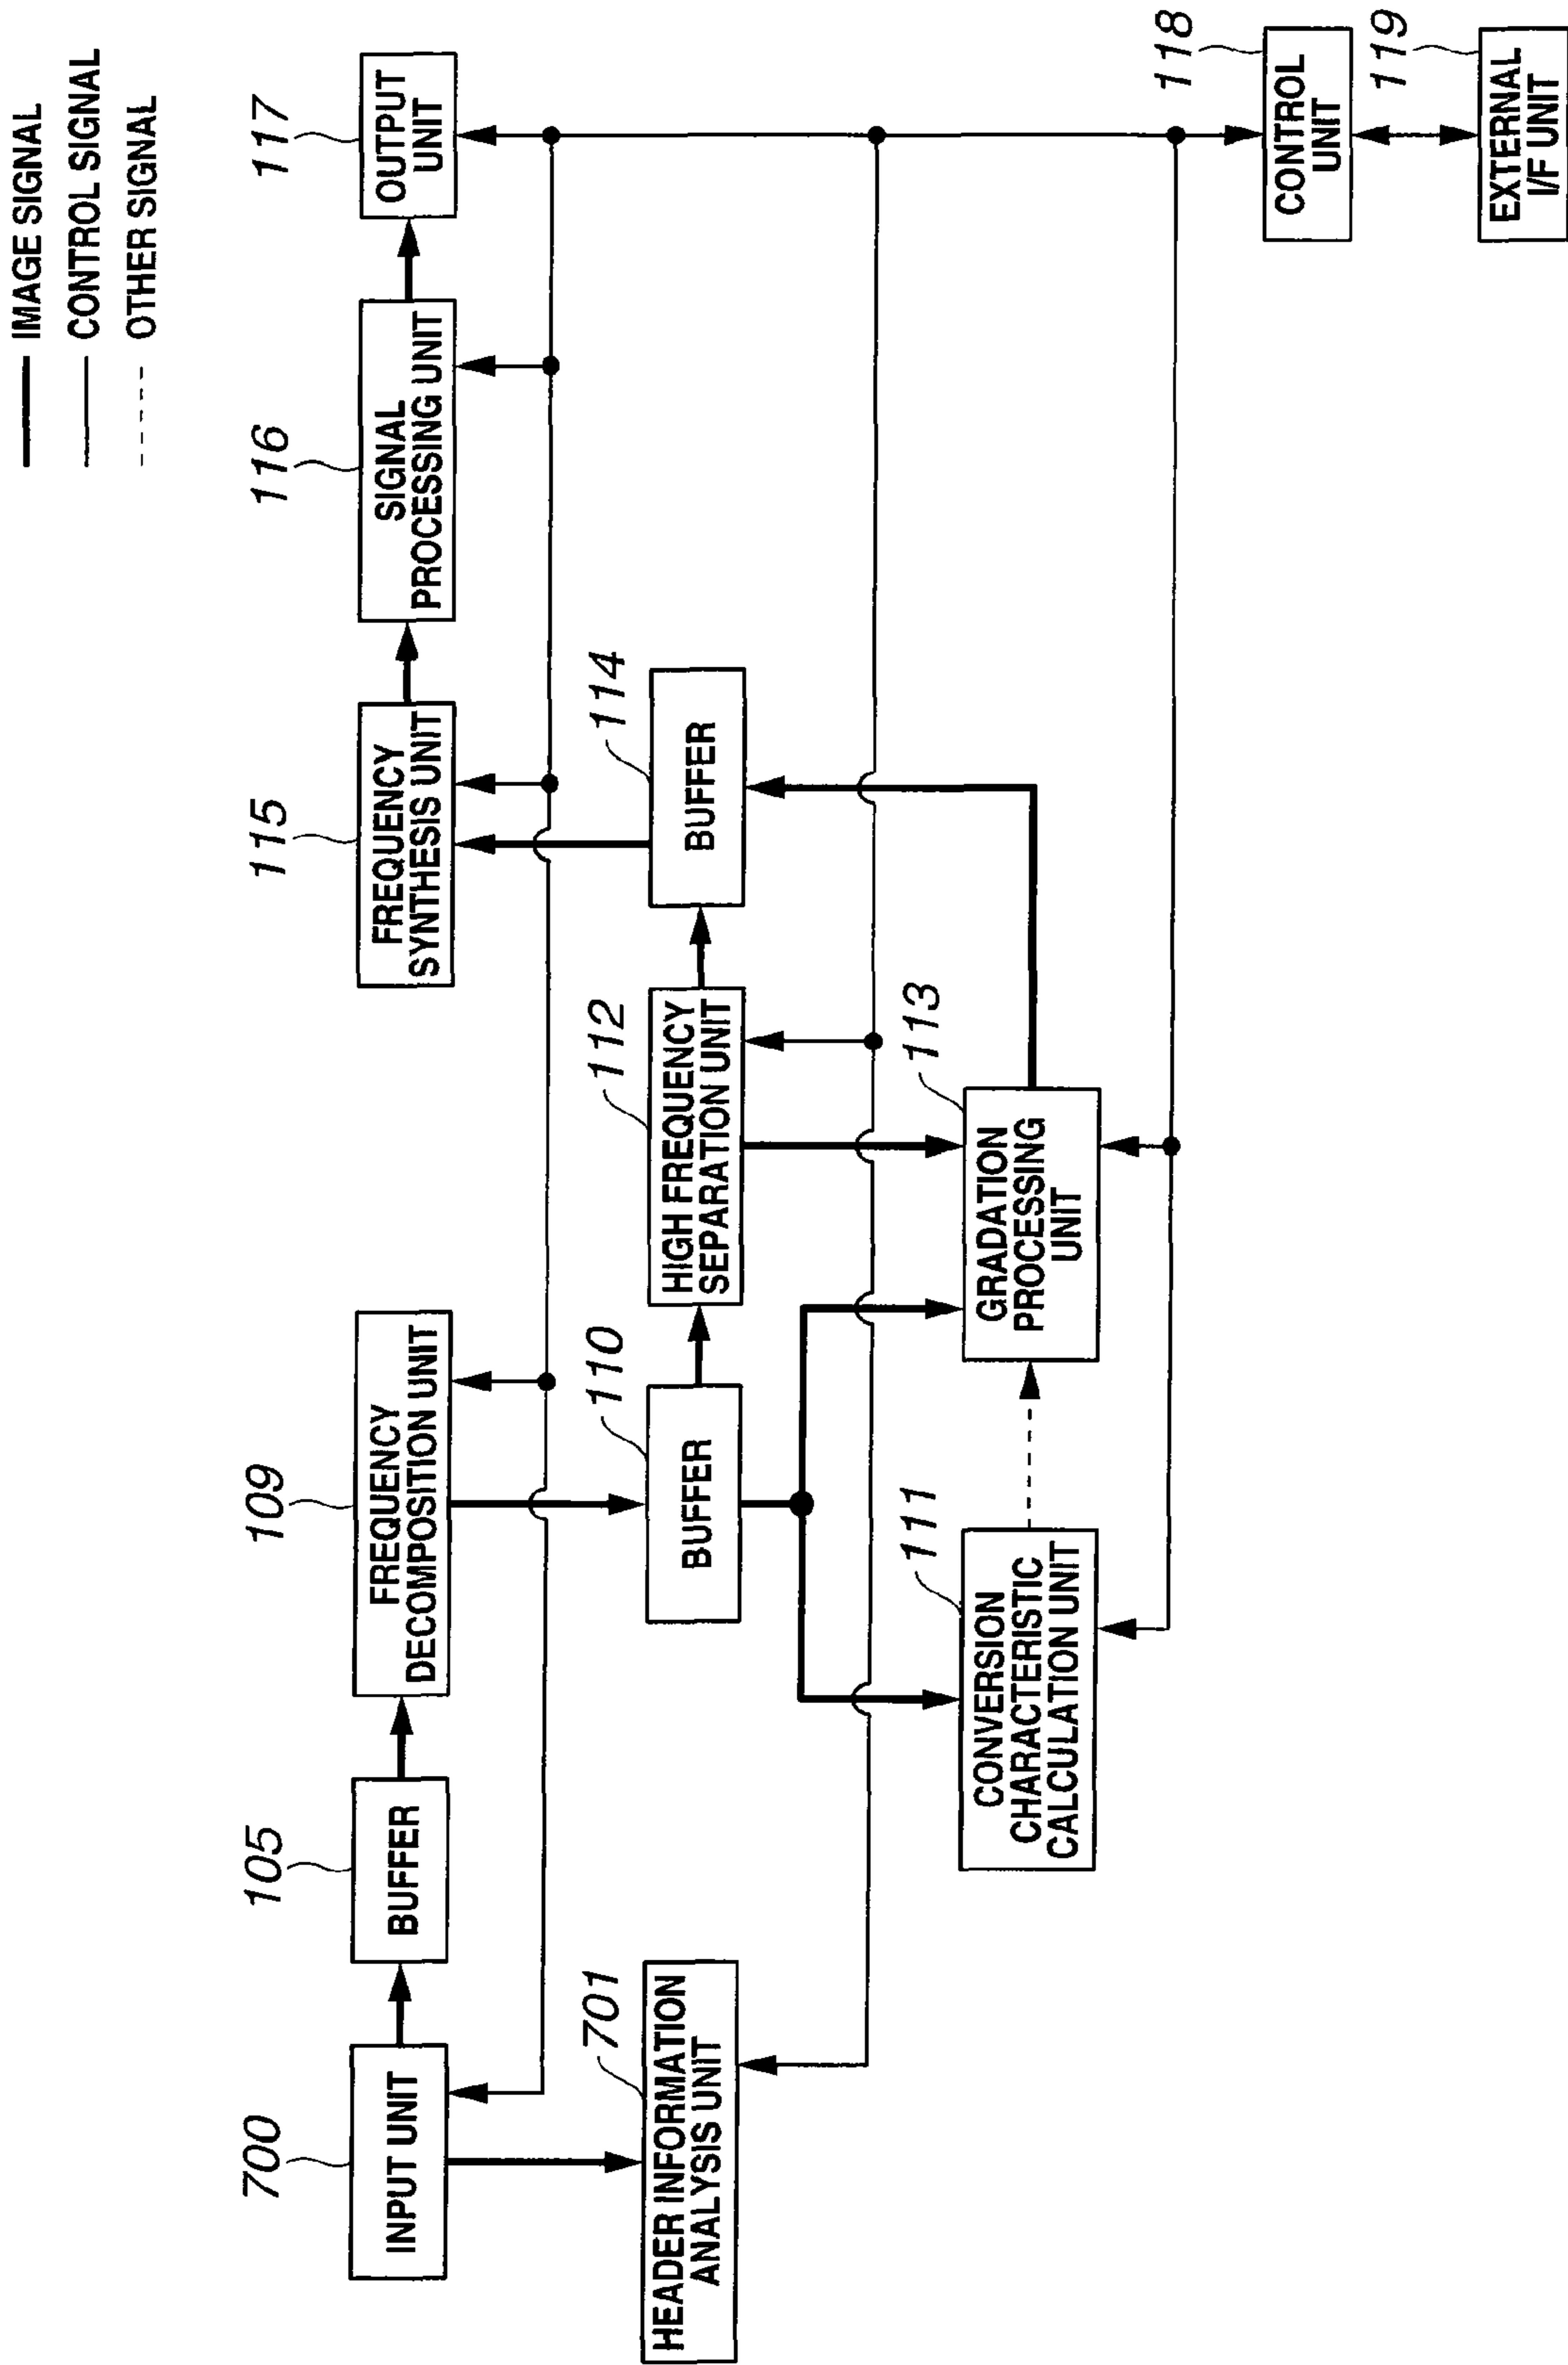 IMAGE SIGNAL
CONTROL SIGNAL
OTHER SIGNAL
700
INPUT UNIT
105
BUFFER
109
FREQUENCY
DECOMPOSITION UNIT
115
FREQUENCY
SYNTHESIS UNIT
116
SIGNAL
PROCESSING UNIT
117
OUTPUT
UNIT
701
HEADER INFORMATION
ANALYSIS UNIT
110
BUFFER
112
HIGH FREQUENCY
SEPARATION UNIT
114
BUFFER
111
CONVERSION
CHARACTERISTIC
CALCULATION UNIT
113
GRADATION
PROCESSING
UNIT
118
CONTROL
UNIT
119
EXTERNAL
I/F UNIT